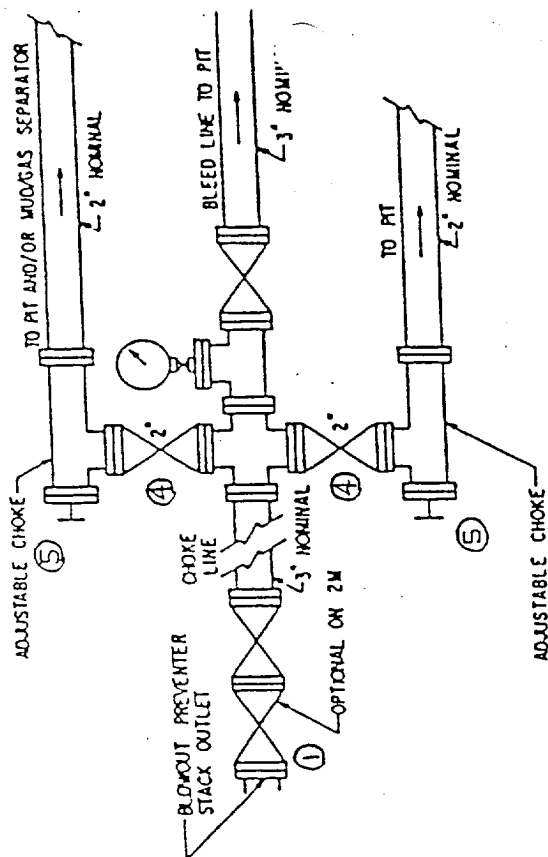 TO PIT AND/OR MUD/GAS SEPARATOR
2" NOMINAL
BLEED LINE TO PIT
3" NOMI
TO PIT
2" NOMINAL
ADJUSTABLE CHOKE
5
4
2"
CHOKE
LINE
3" NOMINAL
4
5
ADJUSTABLE CHOKE
BLOWOUT PREVENTER
STACK OUTLET
1
OPTIONAL ON 2M